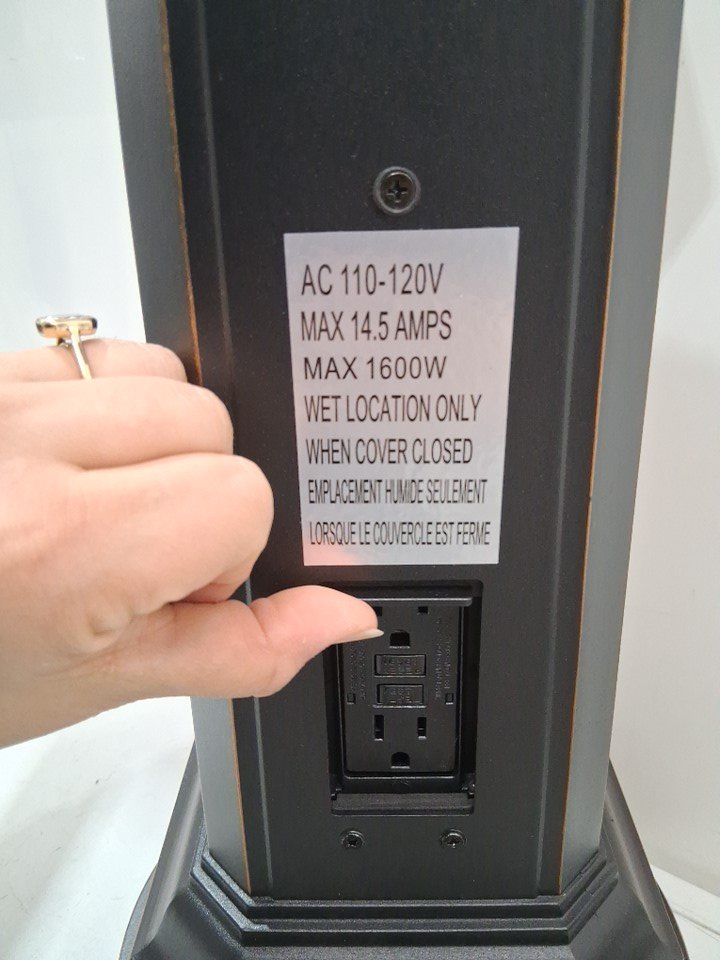 AC 110-120V
MAX 14.5 AMPS
MAX 1600W
WET LOCATION ONLY
WHEN COVER CLOSED
EMPLACEMENT HUMIDE SEULEMENT
LORSQUE LE COUVERCLE EST FERME